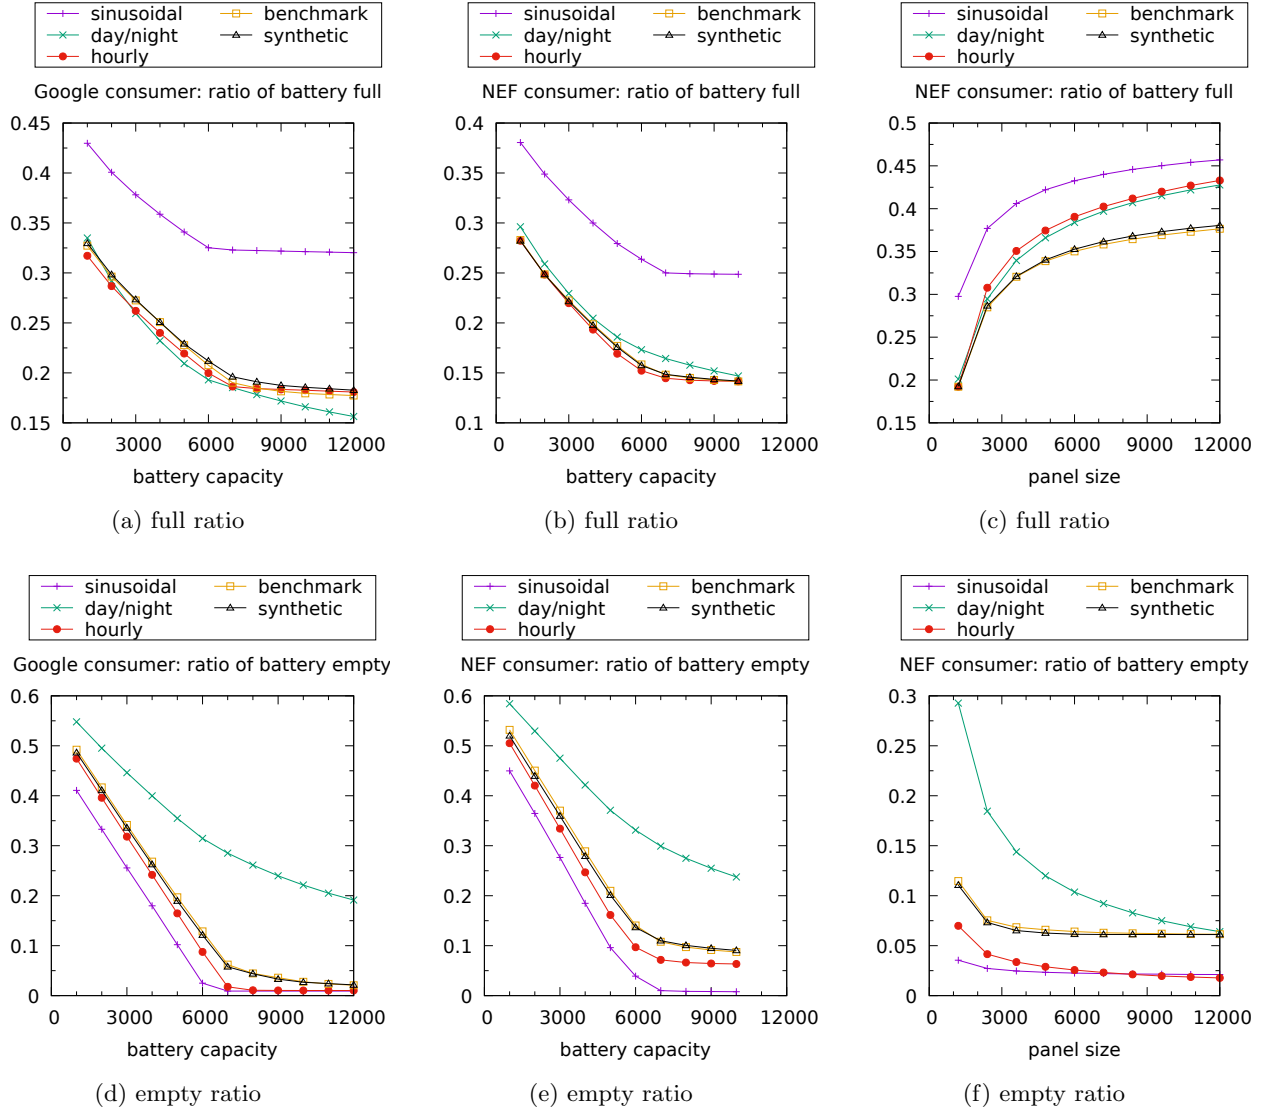 sinusoidal
day/night
hourly
benchmark
synthetic
Google consumer: ratio of battery full
0.45
0.4
0.35
0.3
0.25
0.2
0.15
0 3000 6000 9000 12000
battery capacity
(a) full ratio
sinusoidal
day/night
hourly
benchmark
synthetic
NEF consumer: ratio of battery full
0.4
0.35
0.3
0.25
0.2
0.15
0.1
0 3000 6000 9000 12000
battery capacity
(b) full ratio
sinusoidal
day/night
hourly
benchmark
synthetic
NEF consumer: ratio of battery full
0.5
0.45
0.4
0.35
0.3
0.25
0.2
0.15
0 3000 6000 9000 12000
panel size
(c) full ratio
sinusoidal
day/night
hourly
benchmark
synthetic
Google consumer: ratio of battery empty
0.6
0.5
0.4
0.3
0.2
0.1
0
0 3000 6000 9000 12000
battery capacity
(d) empty ratio
sinusoidal
day/night
hourly
benchmark
synthetic
NEF consumer: ratio of battery empty
0.6
0.5
0.4
0.3
0.2
0.1
0
0 3000 6000 9000 12000
battery capacity
(e) empty ratio
sinusoidal
day/night
hourly
benchmark
synthetic
NEF consumer: ratio of battery empty
0.3
0.25
0.2
0.15
0.1
0.05
0
0 3000 6000 9000 12000
panel size
(f) empty ratio